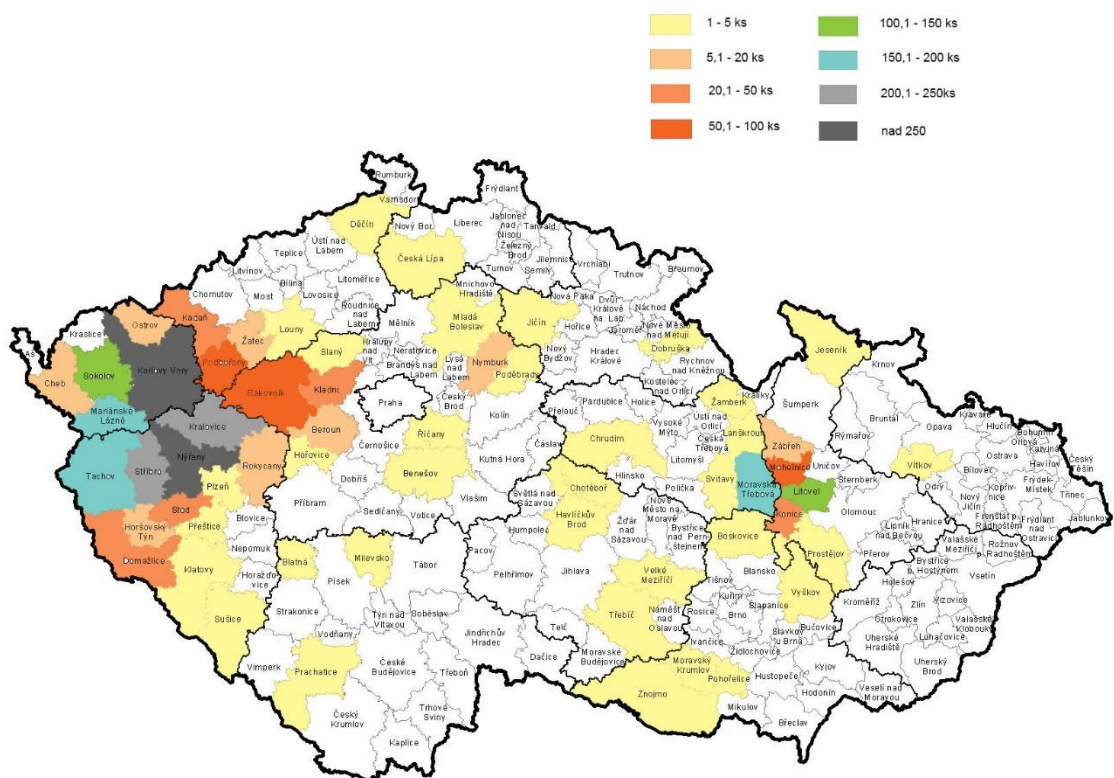 1 - 5 ks
5,1 - 20 ks
20,1 - 50 ks
50,1 - 100 ks
100,1 - 150 ks
150,1 - 200 ks
200,1 - 250ks
nad 250
Rumburk
Varnsdorf
Děčín
Nový Bor
Liberec
Frýdlant
Jablonec
nad
Nisou
Tanvald
Železný
Brod
Česká Lípa
Turnov
Semily
Jilemnice
Vrchlabí
Trutnov
Broumov
Ústí nad
Labem
Teplice
Litvínov
Bílina
Most
Lovosice
Litoměřice
Roudnice
nad
Labem
Chomutov
Kadaň
Žatec
Louny
Podbořany
Mělník
Mnichovo
Hradiště
Mladá
Boleslav
Jičín
Nová Paka
Dvůr
Králové
na Lab.
Hořice
Jaroměř
Náchod
Nové Město
nad Metují
Dobruška
Rychnov
nad Kněžnou
Nový
Bydžov
Hradec
Králové
Kostelec
nad Orlicí
Kraslice
Aš
Ostrov
Karlovy Vary
Sokolov
Cheb
Mariánské
Lázně
Slaný
Kralupy
nad
Vlt.
Neratovice
Brandýs
nad Labem
Lysá
nad
Labem
Nymburk
Poděbrady
Český
Brod
Kolín
Rakovník
Kladno
Praha
Beroun
Hořovice
Černošice
Říčany
Kutná Hora
Čáslav
Benešov
Dobříš
Příbram
Sedlčany
Votice
Vlašim
Kralovice
Tachov
Stříbro
Nýřany
Plzeň
Rokycany
Stod
Horšovský
Týn
Přeštice
Blovice
Domažlice
Klatovy
Nepomuk
Horažďo-
vice
Sušice
Blatná
Milevsko
Písek
Tábor
Strakonice
Týn nad
Vltavou
Soběslav
Vodňany
Vimperk
Prachatice
České
Budějovice
Jindřichův
Hradec
Třeboň
Dačice
Český
Krumlov
Trhové
Sviny
Kaplice
Přelouč
Pardubice
Holice
Chrudim
Vysoké
Mýto
Ústí nad
Orlicí
Česká
Třebová
Žamberk
Králíky
Lanškroun
Litomyšl
Hlinsko
Polička
Svitavy
Moravská
Třebová
Světlá nad
Sázavou
Chotěboř
Havlíčkův
Brod
Humpolec
Pacov
Pelhřimov
Jihlava
Žďár
nad
Sázavou
Nové
Město na
Moravě
Bystřice
nad Pern-
štejnem
Velké
Meziříčí
Třebíč
Náměšť
nad
Oslavou
Telč
Moravské
Budějovice
Boskovice
Blansko
Tišnov
Kuřim
Brno
Šlapanice
Rosice
Ivančice
Židlochovice
Slavkov
u Brna
Bučovice
Vyškov
Moravský
Krumlov
Pohořelice
Znojmo
Mikulov
Hustopeče
Břeclav
Hodonín
Kyjov
Veselí nad
Moravou
Jeseník
Šumperk
Zábřeh
Mohelnice
Uničov
Litovel
Šternberk
Konice
Olomouc
Prostějov
Přerov
Lipník
nad
Bečvou
Hranice
Krnov
Bruntál
Rýmařov
Opava
Kravaře
Hlučín
Bohumín
Orlová
Karviná
Havířov
Český
Těšín
Ostrava
Vítkov
Bílovec
Odry
Nový
Jičín
Kopřiv-
nice
Frýdek-
Místek
Třinec
Jablunkov
Frenštát p.
Radhoštěm
Frýdlant
nad
Ostravicí
Valašské
Meziříčí
Rožnov
p. Radhoštěm
Bystřice
p. Hostýnem
Vsetín
Holešov
Kroměříž
Zlín
Vizovice
Otrokovice
Valašské
Klobouky
Luhačovice
Uherské
Hradiště
Uherský
Brod